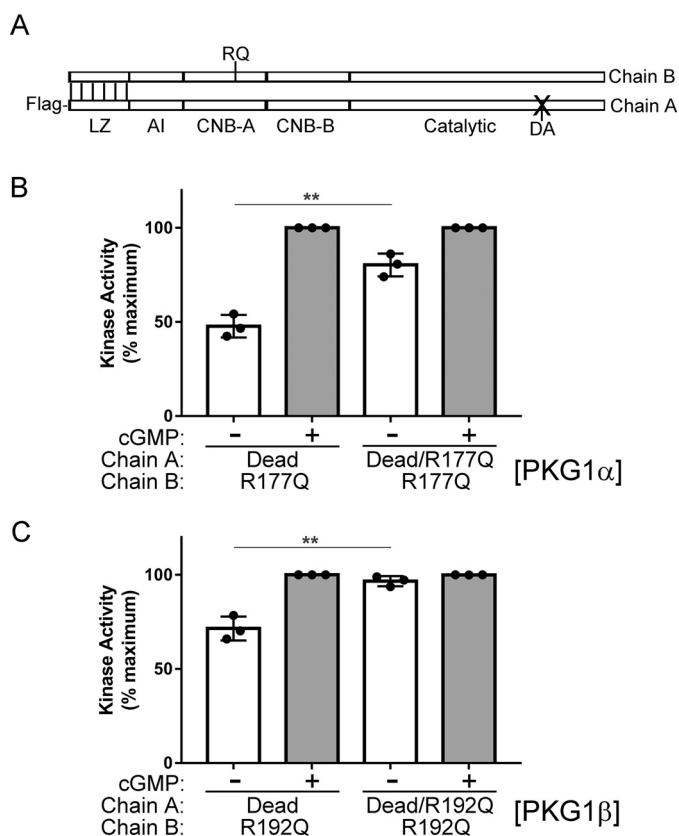 A
RQ
Chain B
Flag-
Chain A
LZ AI CNB-A CNB-B Catalytic DA
B
**
Kinase Activity
(% maximum)
100
50
0
cGMP: - + - +
Chain A: Dead Dead/R177Q
Chain B: R177Q R177Q
[PKG1α]
C
**
Kinase Activity
(% maximum)
100
50
0
cGMP: - + - +
Chain A: Dead Dead/R192Q
Chain B: R192Q R192Q
[PKG1β]